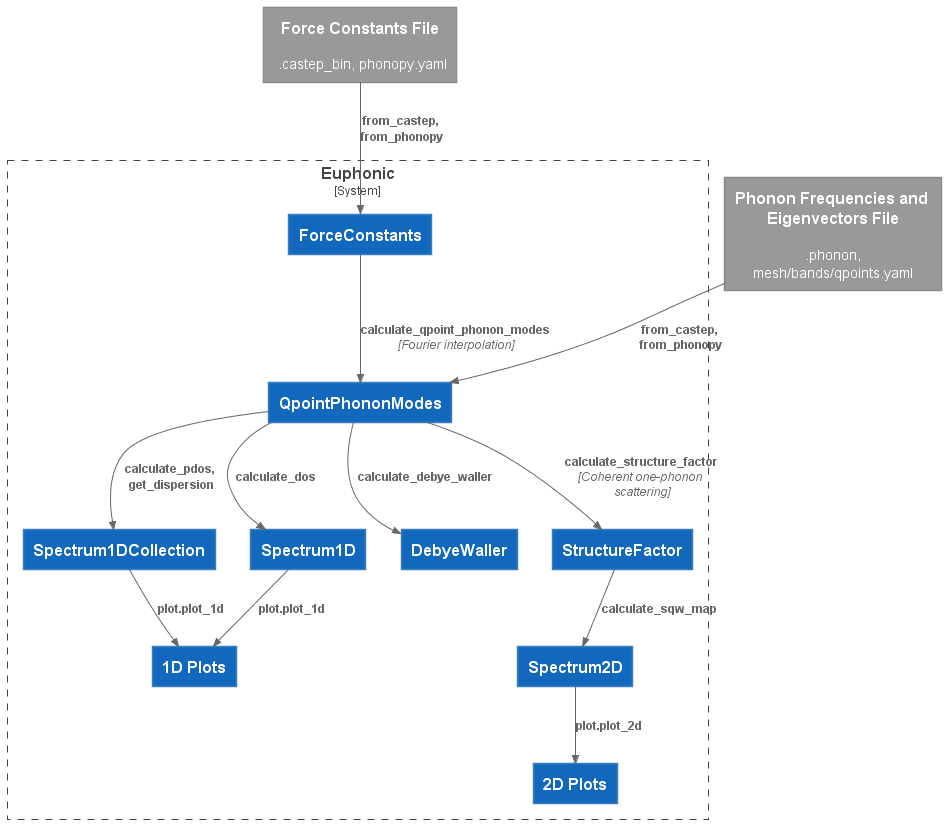 Force Constants File
.castep_bin, phonopy.yaml
from_castep,
from_phonopy
Euphonic
[System]
Phonon Frequencies and
Eigenvectors File
.phonon,
mesh/bands/qpoints.yaml
ForceConstants
calculate_qpoint_phonon_modes
[Fourier interpolation]
from_castep,
from_phonopy
QpointPhononModes
calculate_pdos,
get_dispersion
calculate_dos
calculate_debye_waller
calculate_structure_factor
[Coherent one-phonon
scattering]
Spectrum1DCollection
Spectrum1D
DebyeWaller
StructureFactor
plot.plot_1d
plot.plot_1d
calculate_sqw_map
1D Plots
Spectrum2D
plot.plot_2d
2D Plots